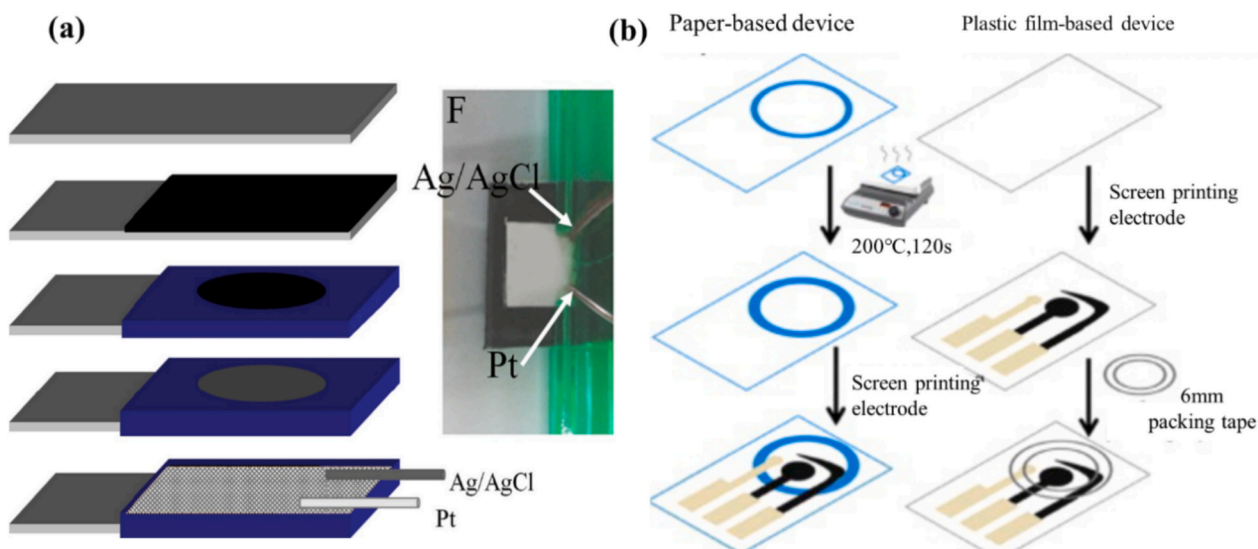 (a)
F
Ag/AgCl
Pt
Ag/AgCl
Pt
(b)
Paper-based device
Plastic film-based device
200°C,120s
Screen printing
electrode
Screen printing
electrode
6mm
packing tape